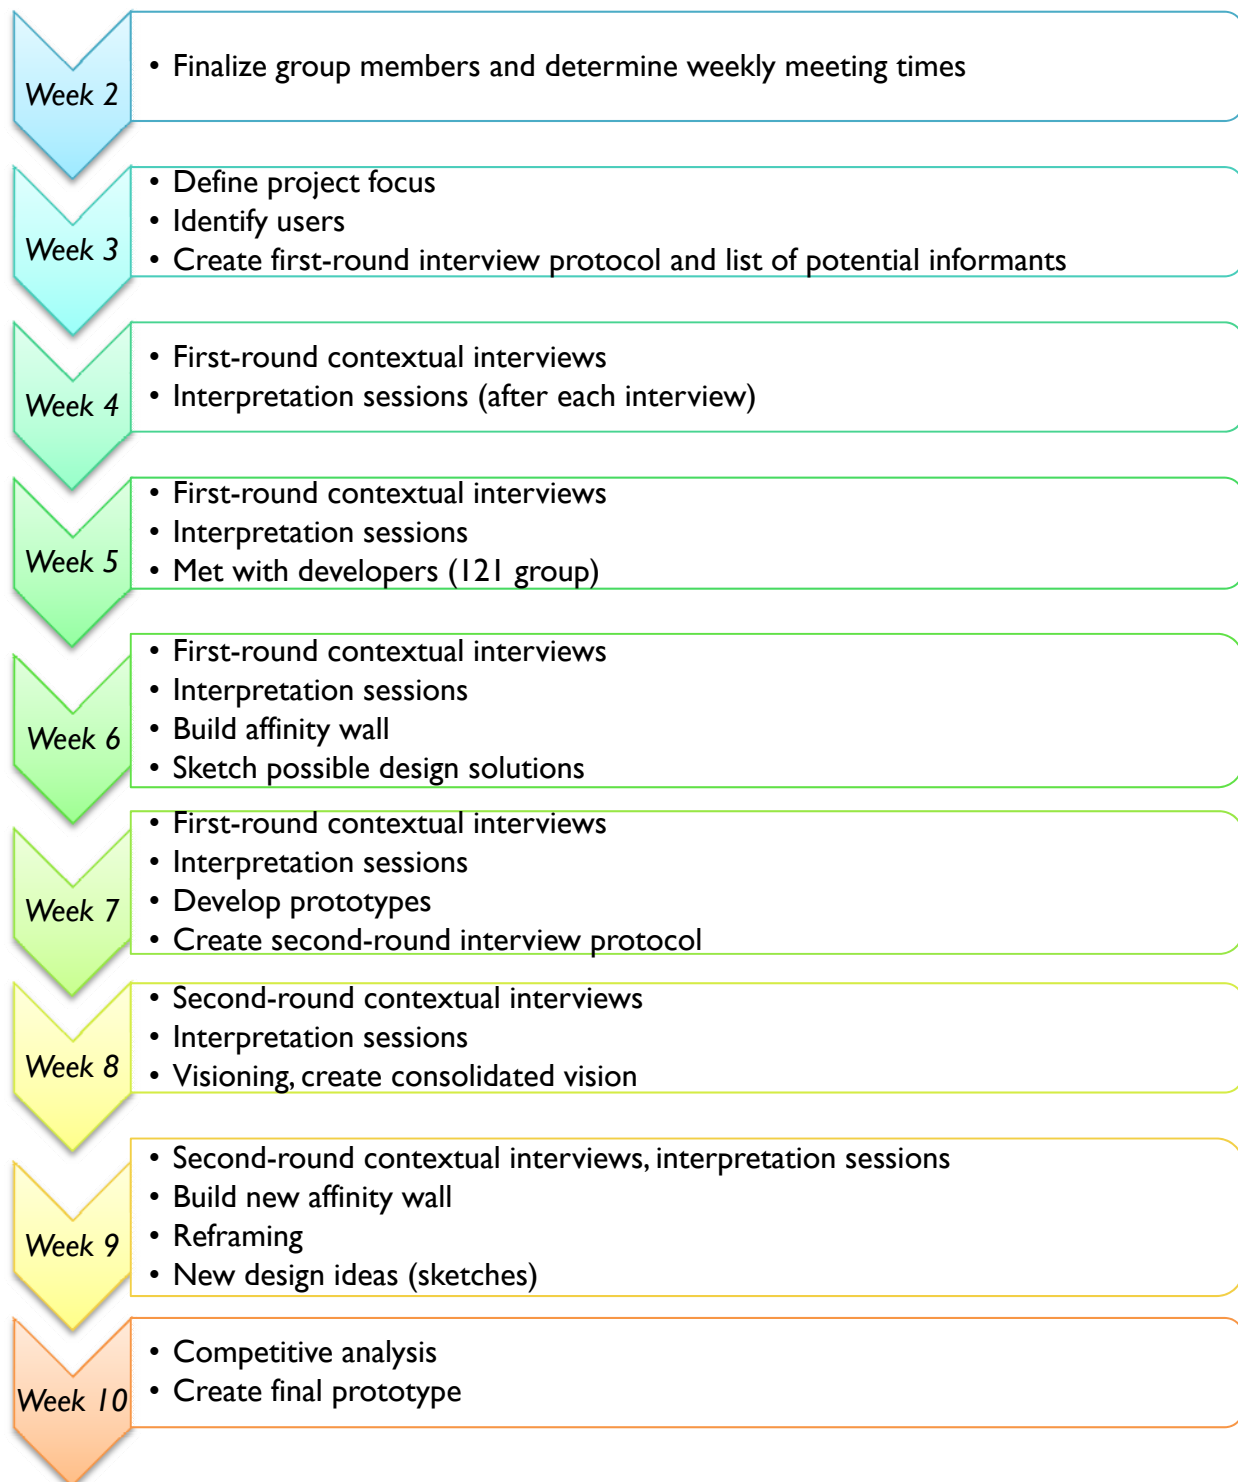 Week 2
• Finalize group members and determine weekly meeting times
Week 3
• Define project focus
• Identify users
• Create first-round interview protocol and list of potential informants
Week 4
• First-round contextual interviews
• Interpretation sessions (after each interview)
Week 5
• First-round contextual interviews
• Interpretation sessions
• Met with developers (121 group)
Week 6
• First-round contextual interviews
• Interpretation sessions
• Build affinity wall
• Sketch possible design solutions
Week 7
• First-round contextual interviews
• Interpretation sessions
• Develop prototypes
• Create second-round interview protocol
Week 8
• Second-round contextual interviews
• Interpretation sessions
• Visioning, create consolidated vision
Week 9
• Second-round contextual interviews, interpretation sessions
• Build new affinity wall
• Reframing
• New design ideas (sketches)
Week 10
• Competitive analysis
• Create final prototype